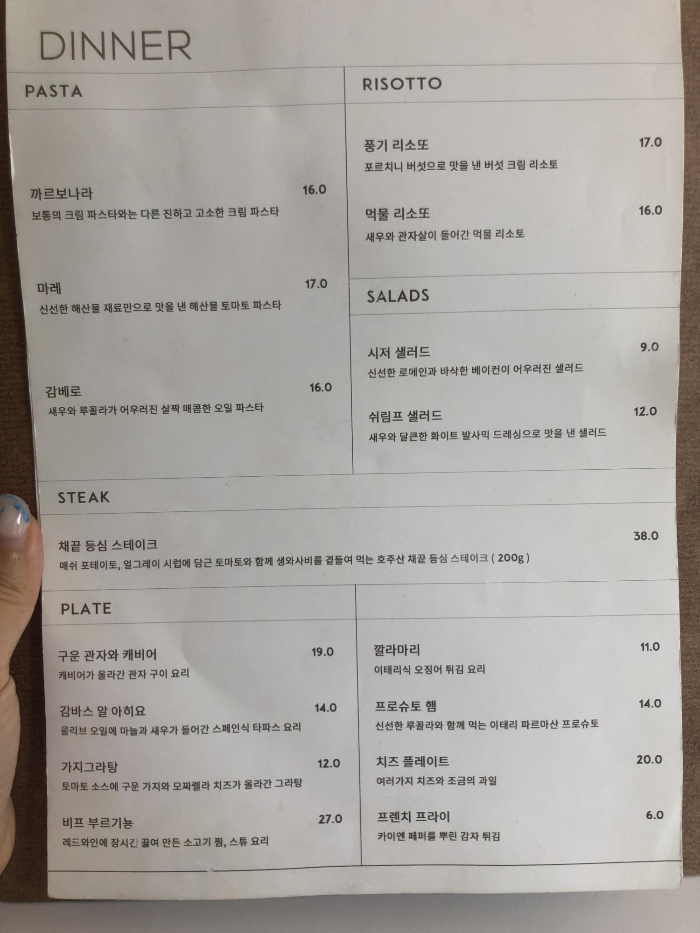 DINNER
PASTA
까르보나라 16.0
보통의 크림 파스타와는 다른 진하고 고소한 크림 파스타
마레 17.0
신선한 해산물 재료만으로 맛을 낸 해산물 토마토 파스타
감베로 16.0
새우와 루꼴라가 어우러진 살짝 매콤한 오일 파스타
RISOTTO
풍기 리소또 17.0
포르치니 버섯으로 맛을 낸 버섯 크림 리소토
먹물 리소또 16.0
새우와 관자살이 들어간 먹물 리소토
SALADS
시저 샐러드 9.0
신선한 로메인과 바삭한 베이컨이 어우러진 샐러드
쉬림프 샐러드 12.0
새우와 달큰한 화이트 발사믹 드레싱으로 맛을 낸 샐러드
STEAK
채끝 등심 스테이크 38.0
매쉬 포테이토, 얼그레이 시럽에 담근 토마토와 함께 생와사비를 곁들여 먹는 호주산 채끝 등심 스테이크 ( 200g )
PLATE
구운 관자와 캐비어 19.0
캐비어가 올라간 관자 구이 요리
감바스 알 아히요 14.0
올리브 오일에 마늘과 새우가 들어간 스페인식 타파스 요리
가지그라탕 12.0
토마토 소스에 구운 가지와 모짜렐라 치즈가 올라간 그라탕
비프 부르기뇽 27.0
레드와인에 장시간 끓여 만든 소고기 찜, 스튜 요리
깔라마리 11.0
이태리식 오징어 튀김 요리
프로슈토 햄 14.0
신선한 루꼴라와 함께 먹는 이태리 파르마산 프로슈토
치즈 플레이트 20.0
여러가지 치즈와 조금의 과일
프렌치 프라이 6.0
카이엔 페퍼를 뿌린 감자 튀김